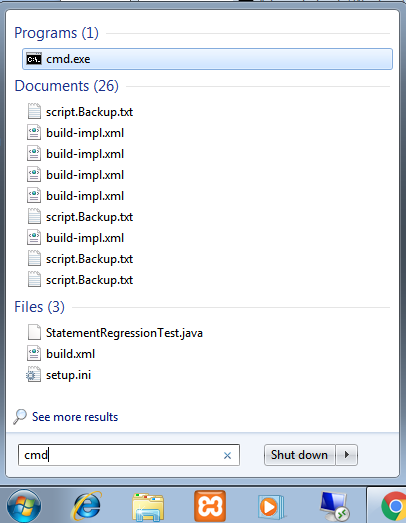 Programs (1)
cmd.exe
Documents (26)
script.Backup.txt
build-impl.xml
build-impl.xml
build-impl.xml
build-impl.xml
script.Backup.txt
build-impl.xml
script.Backup.txt
script.Backup.txt
Files (3)
StatementRegressionTest.java
build.xml
setup.ini
See more results
cmd
Shut down